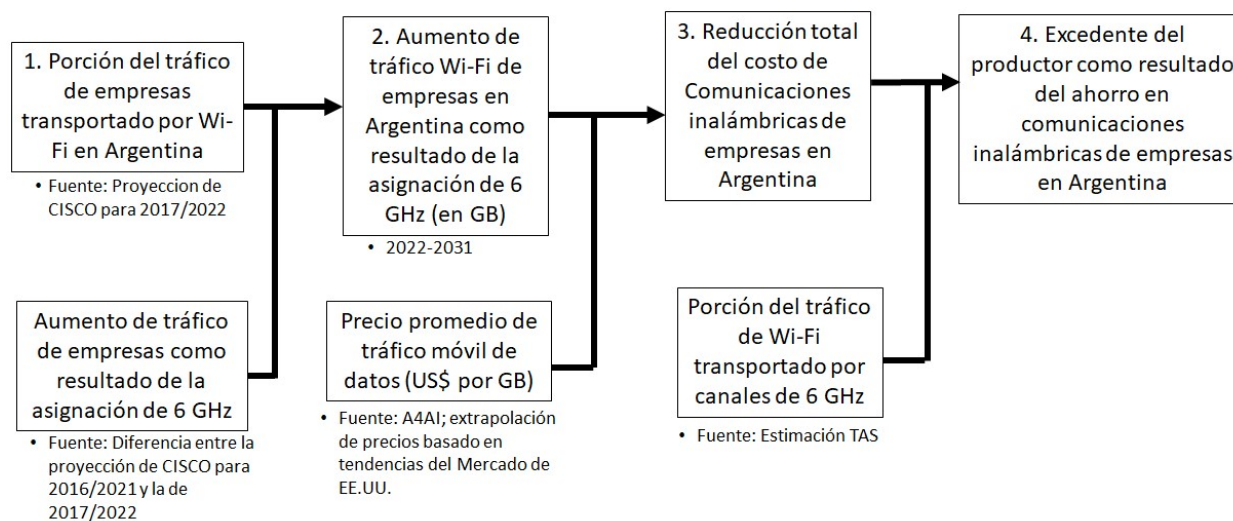 1. Porción del tráfico
de empresas
transportado por Wi-
Fi en Argentina
• Fuente: Proyeccion de
CISCO para 2017/2022
Aumento de tráfico
de empresas como
resultado de la
asignación de 6 GHz
• Fuente: Diferencia entre la
proyección de CISCO para
2016/2021 y la de
2017/2022
2. Aumento de
tráfico Wi-Fi de
empresas en
Argentina como
resultado de la
asignación de 6
GHz (en GB)
• 2022-2031
Precio promedio de
tráfico móvil de
datos (US$ por GB)
• Fuente: A4AI; extrapolación
de precios basado en
tendencias del Mercado de
EE.UU.
3. Reducción total
del costo de
Comunicaciones
inalámbricas de
empresas en
Argentina
Porción del tráfico
de Wi-Fi
transportado por
canales de 6 GHz
• Fuente: Estimación TAS
4. Excedente del
productor como resultado
del ahorro en
comunicaciones
inalámbricas de empresas
en Argentina